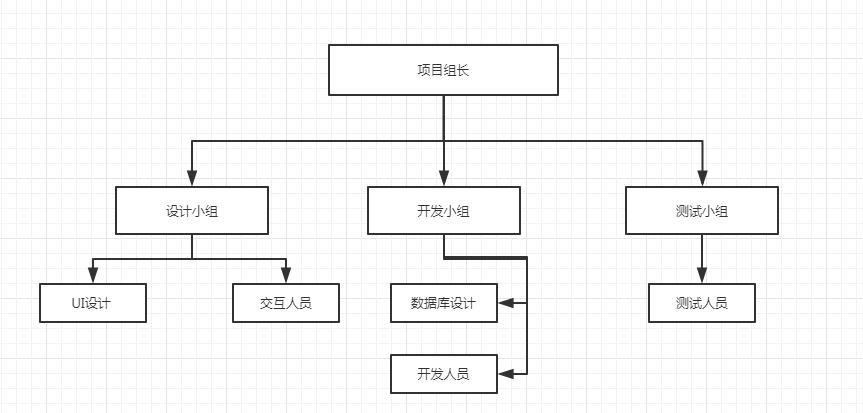 项目组长
设计小组
开发小组
测试小组
UI设计
交互人员
数据库设计
测试人员
开发人员